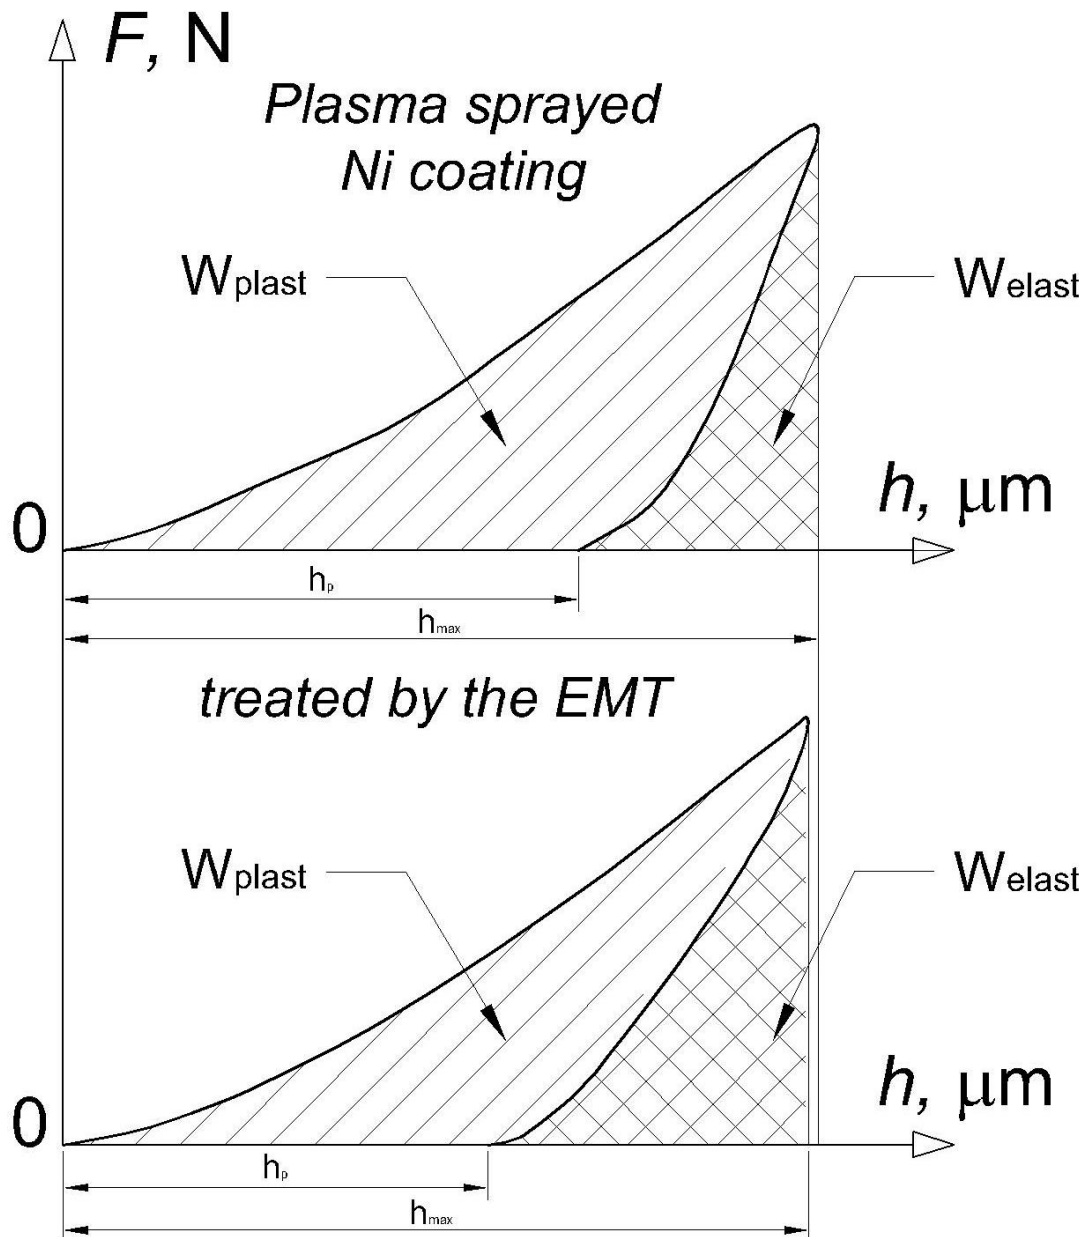 F, N
Plasma sprayed
Ni coating
Wplast
Welast
h, μm
0
hp
hmax
treated by the EMT
Wplast
Welast
h, μm
0
hp
hmax